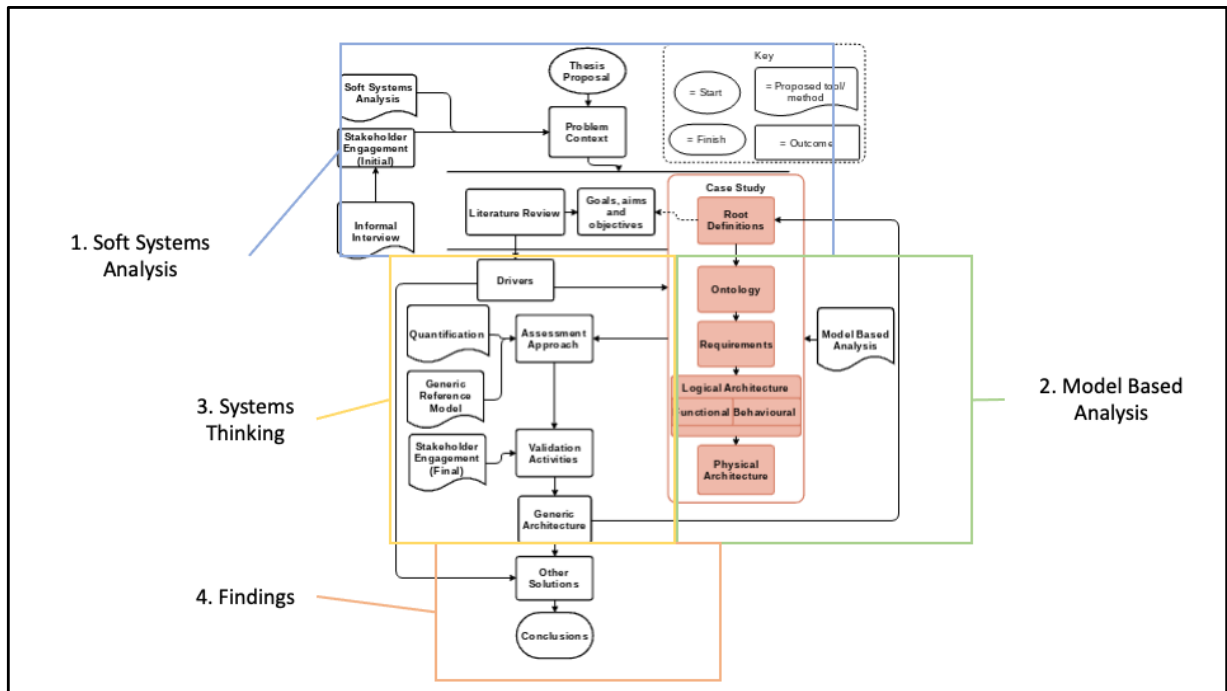 Thesis
Proposal
Key
= Start
= Proposed tool/
method
= Finish
= Outcome
Soft Systems
Analysis
Problem
Context
Stakeholder
Engagement
(Initial)
Informal
Interview
Literature Review
Goals, aims
and
objectives
Case Study
Root
Definitions
1. Soft Systems
Analysis
Drivers
Ontology
Quantification
Assessment
Approach
Requirements
Model Based
Analysis
Generic
Reference
Model
Logical Architecture
Functional
Behavioural
2. Model Based
Analysis
3. Systems
Thinking
Stakeholder
Engagement
(Final)
Validation
Activities
Physical
Architecture
Generic
Architecture
Other
Solutions
4. Findings
Conclusions